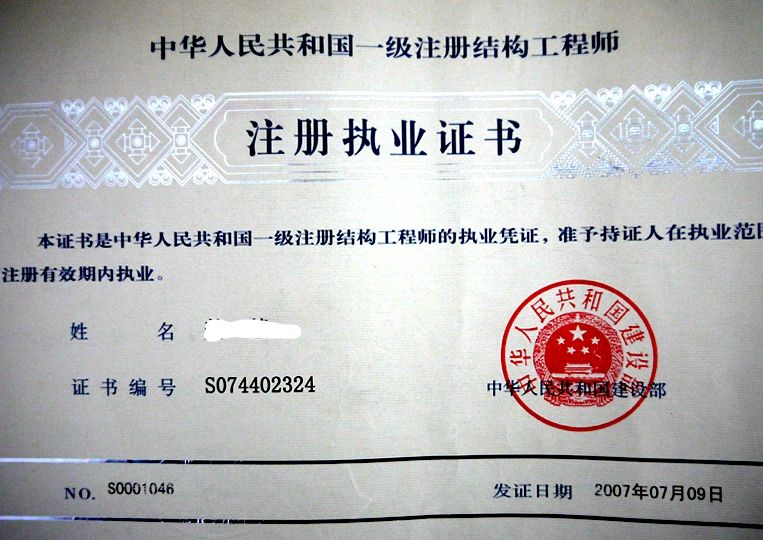 中华人民共和国一级注册结构工程师
注册执业证书
本证书是中华人民共和国一级注册结构工程师的执业凭证，准予持证人在执业范围
注册有效期内执业。
姓 名
证书编号 S074402324
中华人民共和国建设部
中华人民共和国建设部
NO. S0001046 发证日期 2007年07月09日